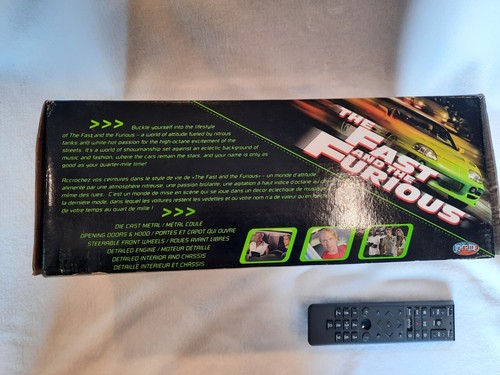 THE
FAST
AND THE
FURIOUS
>>> Buckle yourself into the lifestyle
of The Fast and the Furious - a world of attitude fueled by nitrous
tanks and white-hot passion for the high-octane excitement of the
streets. It's a world of showmanship set against an eclectic background of
music and fashion, where the cars remain the stars, and your name is only as
good as your quarter-mile time!
Accrochez vos ceintures dans le style de vie de «The Fast and the Furious» - un monde d'attitude
alimenté par une atmosphère nitreuse, une passion brûlante, une agitation à haut indice d'octane
même des rues. C'est un monde de mise en scène qui se joue dans un décor éclectique de musique
la dernière mode, dans lequel les voitures restent les vedettes et où votre nom n'a de valeur qu'en
de votre temps au quart de mille !
>>>
DIE CAST METAL / MÉTAL COULÉ
OPENING DOORS & HOOD / PORTES ET CAPOT QUI OUVRE
STEERABLE FRONT WHEELS / ROUES AVANT LIBRES
DETAILED ENGINE / MOTEUR DÉTAILLÉ
DETAILED INTERIOR AND CHASSIS
DÉTAILLÉ INTÉRIEUR ET CHÂSSIS